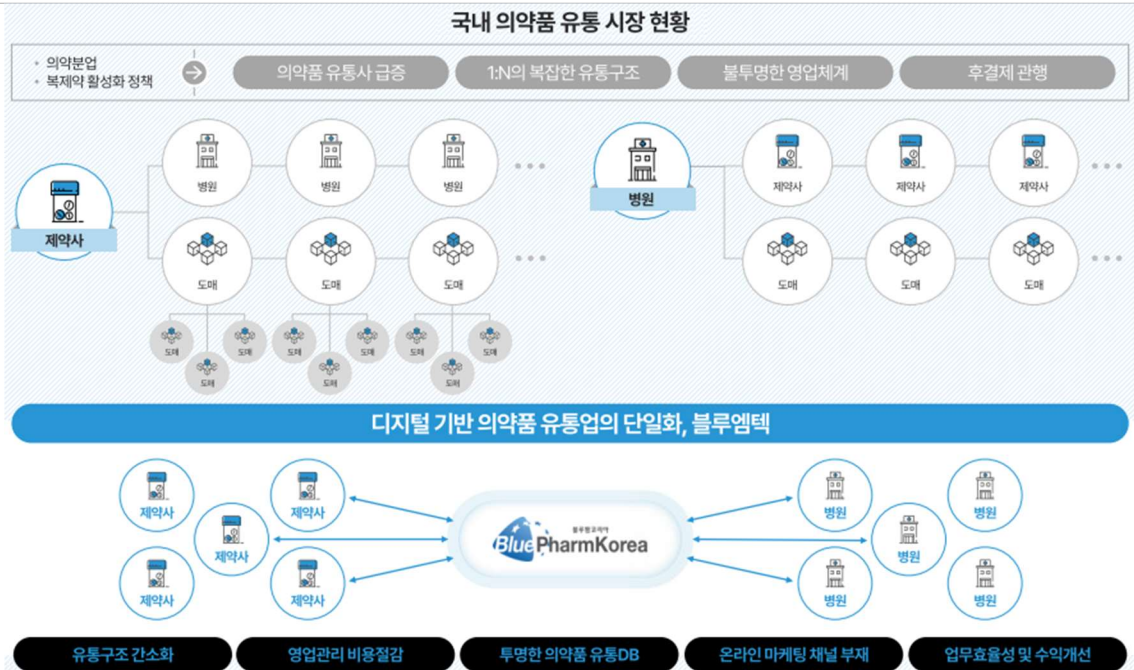 국내 의약품 유통 시장 현황
• 의약분업
• 복제약 활성화 정책
의약품 유통사 급증
1:N의 복잡한 유통구조
불투명한 영업체계
후결제 관행
제약사
병원
병원
병원
도매
도매
도매
도매
도매
도매
도매
도매
도매
도매
도매
도매
병원
제약사
제약사
제약사
도매
도매
도매
디지털 기반 의약품 유통업의 단일화, 블루엠텍
제약사
제약사
제약사
제약사
제약사
블루팜코리아
BluePharmKorea
병원
병원
병원
병원
병원
유통구조 간소화
영업관리 비용절감
투명한 의약품 유통DB
온라인 마케팅 채널 부재
업무효율성 및 수익개선